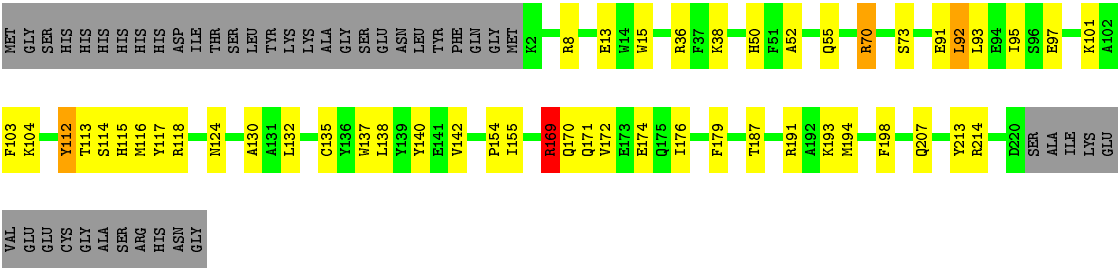 MET GLY SER HIS HIS HIS HIS HIS HIS ASP ILE THR SER LEU TYR LYS LYS ALA GLY SER GLU ASN LEU TYR PHE GLN GLY MET K2 R8 E13 W14 W15 R36 F37 K38 H50 F51 A52 Q55 R70 S73 E91 L92 L93 E94 I95 S96 E97 K101 A102
F103 K104 Y112 T113 S114 H115 M116 Y117 R118 N124 A130 A131 L132 C135 Y136 W137 L138 Y139 Y140 E141 V142 P154 I155 R169 Q170 Q171 V172 E173 E174 Q175 I176 F179 T187 R191 A192 K193 M194 F198 Q207 Y213 R214 D220 SER ALA ILE LYS GLU
VAL GLU GLU CYS GLY ALA SER ARG HIS ASN GLY